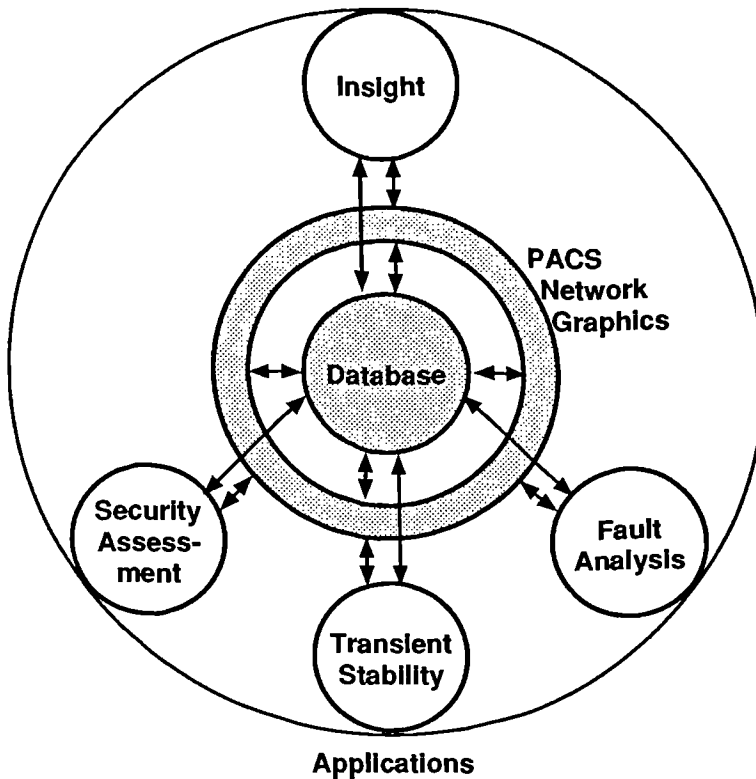 Insight
PACS
Network
Graphics
Database
Security
Assess-
ment
Fault
Analysis
Transient
Stability
Applications